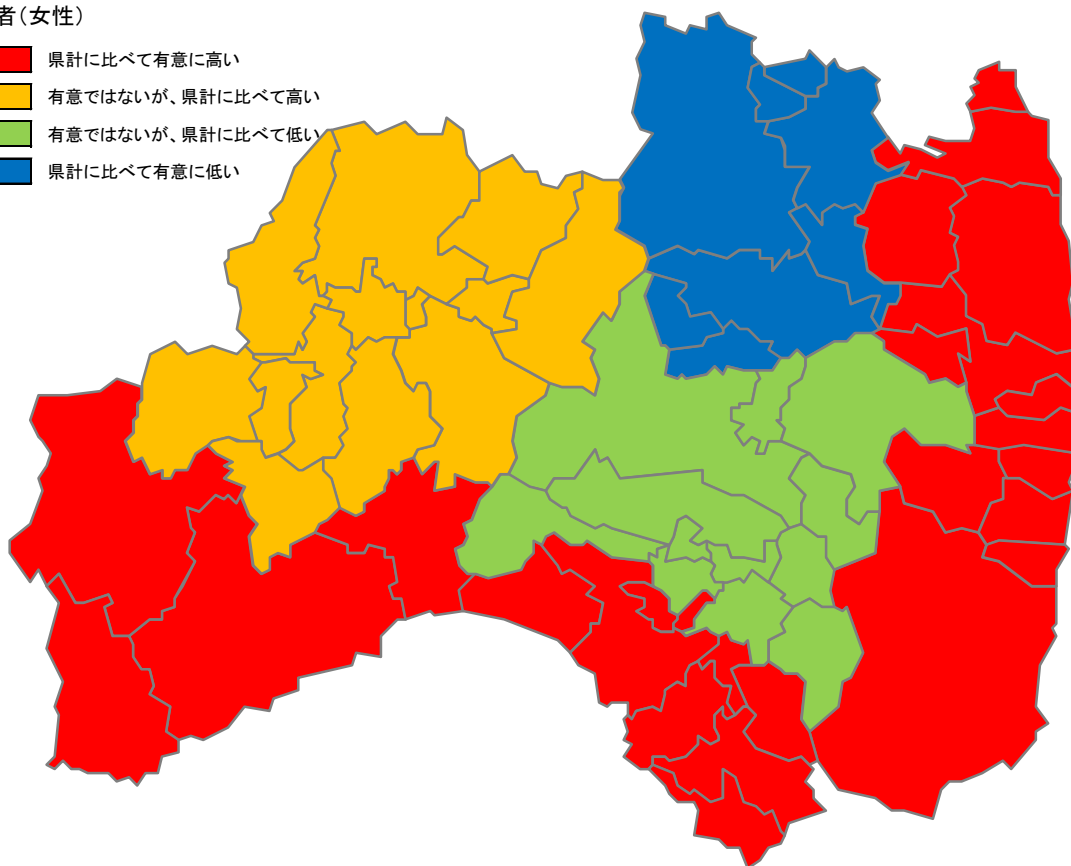 者(女性)
県計に比べて有意に高い
有意ではないが、県計に比べて高い
有意ではないが、県計に比べて低い
県計に比べて有意に低い